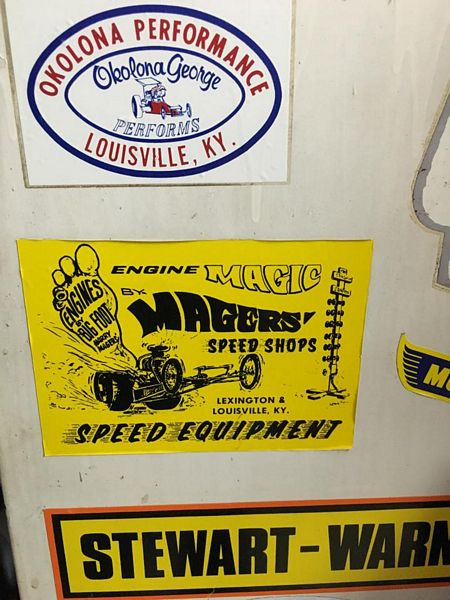 OKOLONA PERFORMANCE
Okolona George
PERFORMS
LOUISVILLE, KY.
ENGINE MAGIC
BY
MAGERS'
SPEED SHOPS
ENGINES
BY
BIG FOOT
LEXINGTON &
LOUISVILLE, KY.
SPEED EQUIPMENT
STEWART-WARN